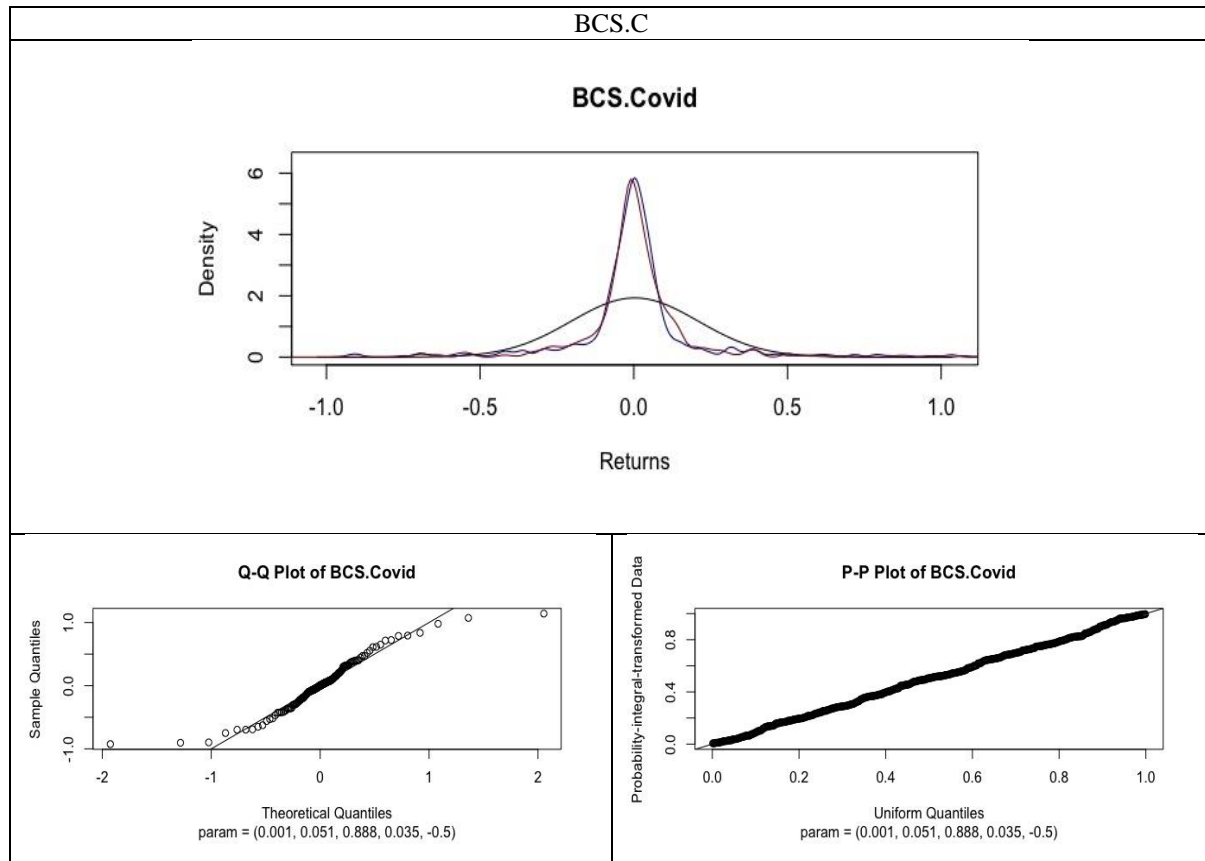 BCS.C
BCS.Covid
Density
6
4
2
0
-1.0 -0.5 0.0 0.5 1.0
Returns
Q-Q Plot of BCS.Covid
Sample Quantiles
1.0
0.0
-1.0
-2 -1 0 1 2
Theoretical Quantiles
param = (0.001, 0.051, 0.888, 0.035, -0.5)
P-P Plot of BCS.Covid
Probability-integral-transformed Data
0.8
0.4
0.0
0.0 0.2 0.4 0.6 0.8 1.0
Uniform Quantiles
param = (0.001, 0.051, 0.888, 0.035, -0.5)